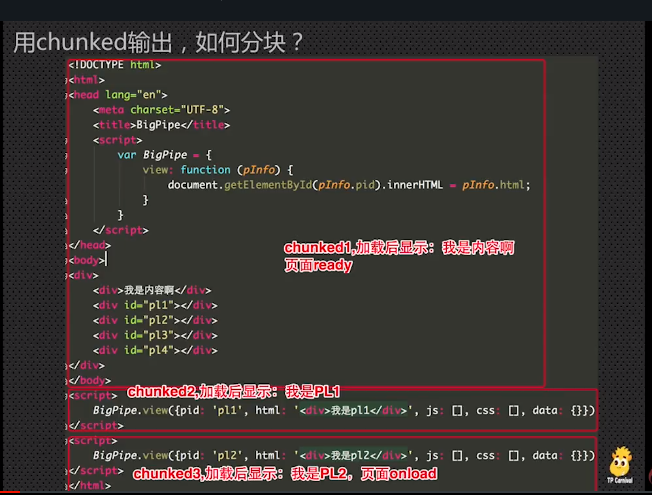 用chunked输出，如何分块？
<!DOCTYPE html>
<html>
<head lang="en">
<meta charset="UTF-8">
<title>BigPipe</title>
<script>
var BigPipe = {
view: function (pInfo) {
document.getElementById(pInfo.pid).innerHTML = pInfo.html;
}
}
</script>
</head>
<body>
<div>
<div>我是内容啊</div>
<div id="pl1"></div>
<div id="pl2"></div>
<div id="pl3"></div>
<div id="pl4"></div>
</div>
</body>
chunked1,加载后显示：我是内容啊
页面ready
chunked2,加载后显示：我是PL1
<script>
BigPipe.view({pid: 'pl1', html: '<div>我是pl1</div>', js: [], css: [], data: {}})
</script>
<script>
BigPipe.view({pid: 'pl2', html: '<div>我是pl2</div>', js: [], css: [], data: {}})
</script>
chunked3,加载后显示：我是PL2，页面onload
</html>
TP Carnival